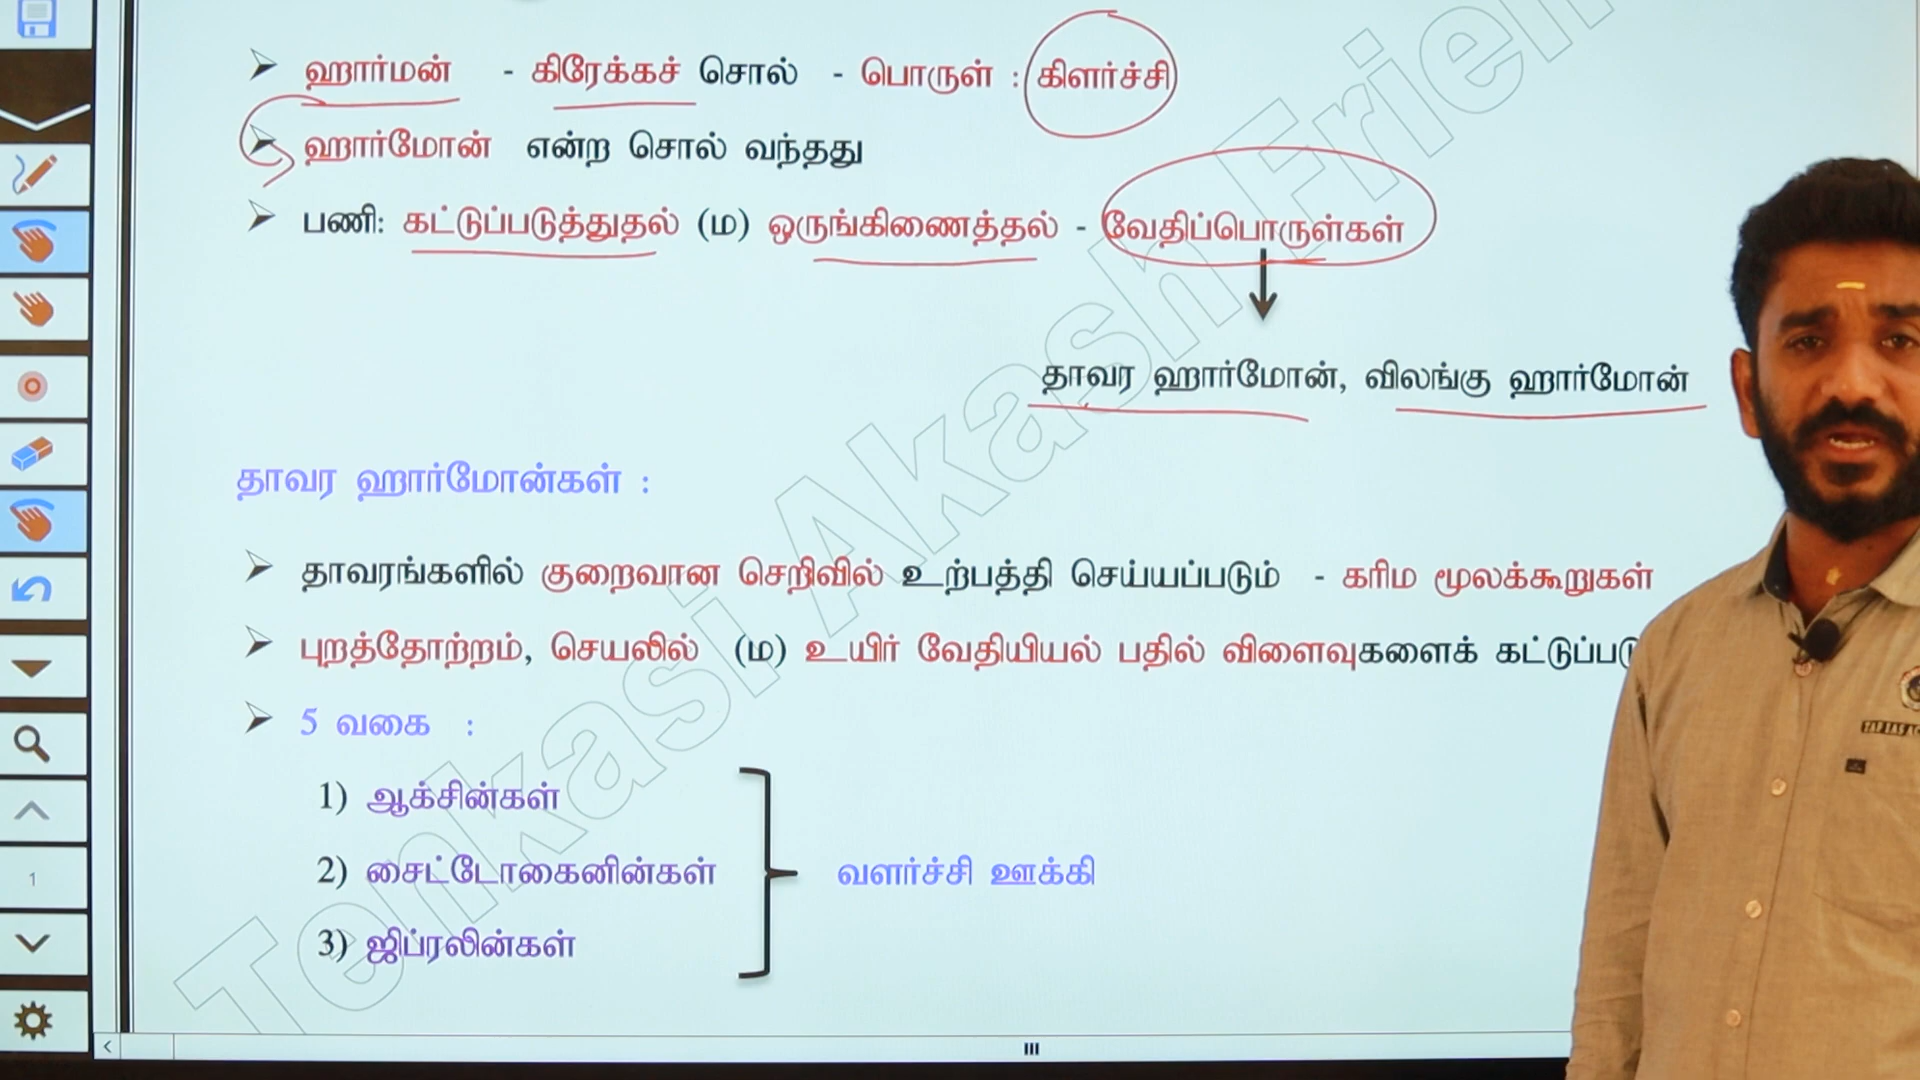 ஹார்மன் - கிரேக்கச் சொல் - பொருள் : கிளர்ச்சி
ஹார்மோன் என்ற சொல் வந்தது
பணி: கட்டுப்படுத்துதல் (ம) ஒருங்கிணைத்தல் - வேதிப்பொருள்கள்
தாவர ஹார்மோன், விலங்கு ஹார்மோன்
தாவர ஹார்மோன்கள் :
தாவரங்களில் குறைவான செறிவில் உற்பத்தி செய்யப்படும் - கரிம மூலக்கூறுகள்
புறத்தோற்றம், செயலில் (ம) உயிர் வேதியியல் பதில் விளைவுகளைக்
5 வகை :
1) ஆக்சின்கள்
2) சைட்டோகைனின்கள்
வளர்ச்சி ஊக்கி
3) ஜிப்ரலின்கள்
Tenkasi Akash
1